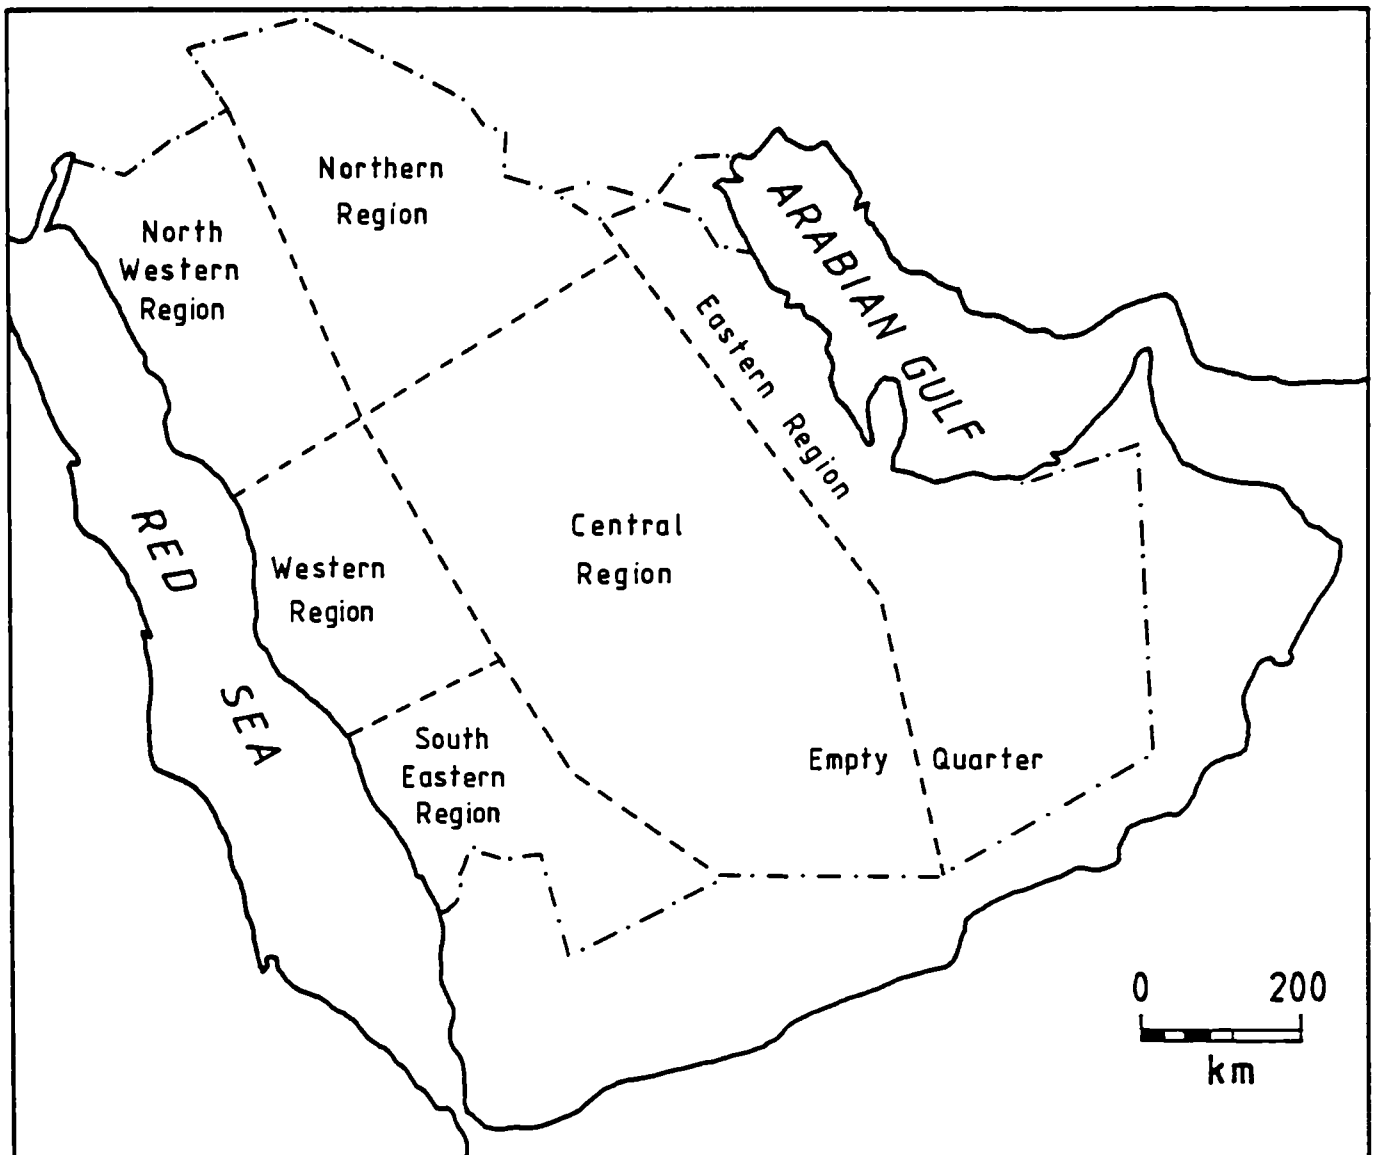 Northern
Region
North
Western
Region
ARABIAN GULF
Eastern Region
Central
Region
Western
Region
RED SEA
South
Eastern
Region
Empty Quarter
0 200
km